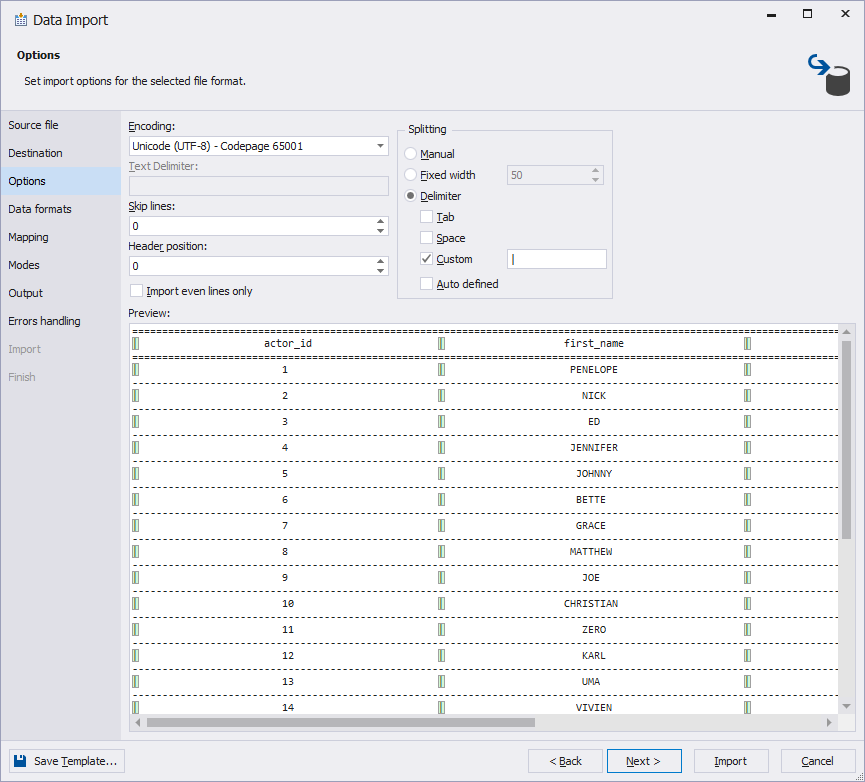 Data Import
Options
Set import options for the selected file format.
Source file
Destination
Options
Data formats
Mapping
Modes
Output
Errors handling
Import
Finish
Encoding:
Unicode (UTF-8) - Codepage 65001
Text Delimiter:
Skip lines:
0
Header position:
0
Import even lines only
Splitting
Manual
Fixed width 50
Delimiter
Tab
Space
Custom |
Auto defined
Preview:
| actor_id | first_name |
| 1 | PENELOPE |
| 2 | NICK |
| 3 | ED |
| 4 | JENNIFER |
| 5 | JOHNNY |
| 6 | BETTE |
| 7 | GRACE |
| 8 | MATTHEW |
| 9 | JOE |
| 10 | CHRISTIAN |
| 11 | ZERO |
| 12 | KARL |
| 13 | UMA |
| 14 | VIVIEN |
Save Template...
< Back
Next >
Import
Cancel